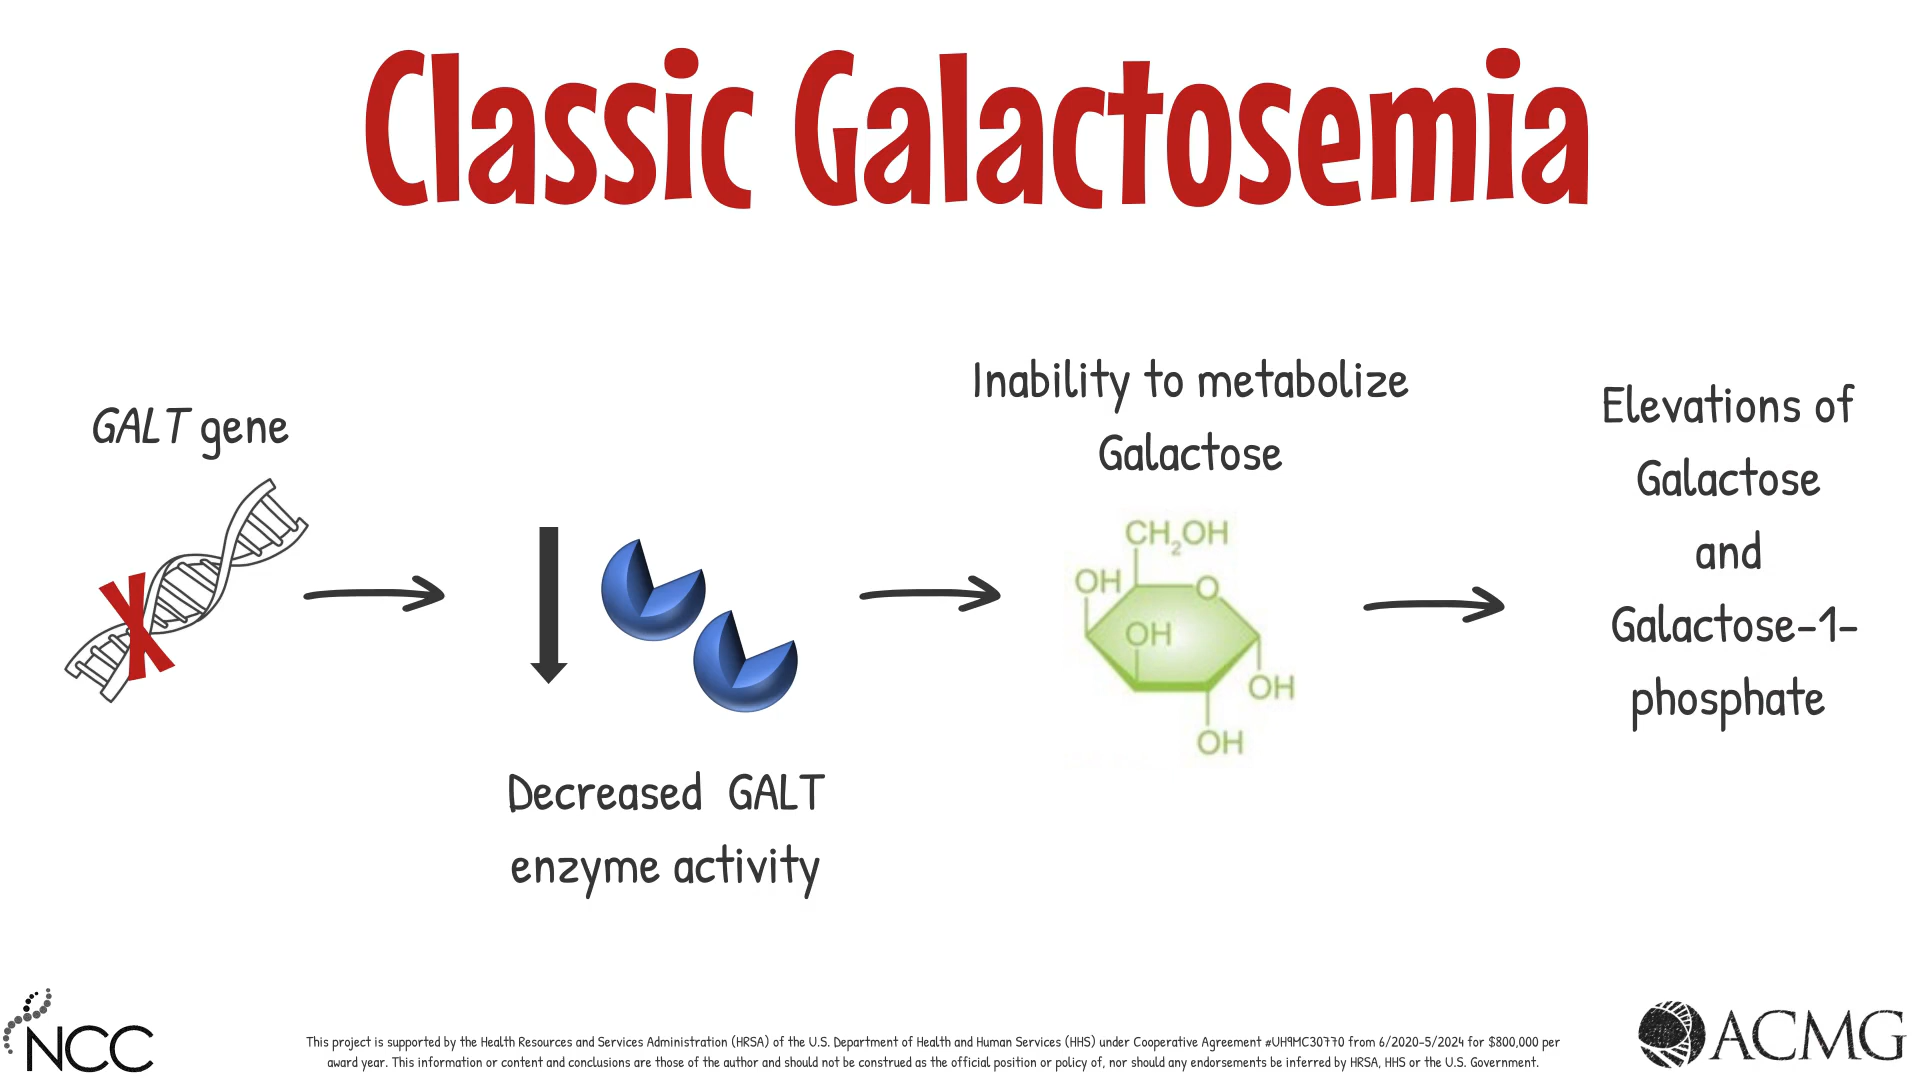 Classic Galactosemia
GALT gene
Decreased GALT
enzyme activity
Inability to metabolize
Galactose
CH2OH
OH
O
OH
OH
OH
Elevations of
Galactose
and
Galactose-1-
phosphate
NCC
This project is supported by the Health Resources and Services Administration (HRSA) of the U.S. Department of Health and Human Services (HHS) under Cooperative Agreement #UH9MC30770 from 6/2020-5/2024 for $800,000 per
award year. This information or content and conclusions are those of the author and should not be construed as the official position or policy of, nor should any endorsements be inferred by HRSA, HHS or the U.S. Government.
ACMG